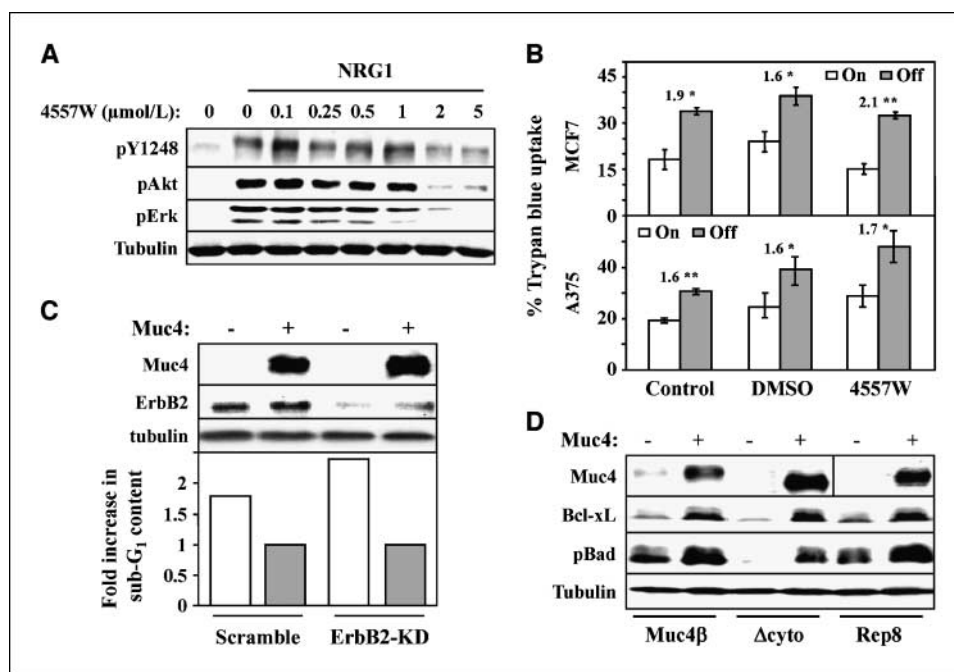 A
NRG1
4557W (µmol/L): 0 0 0.1 0.25 0.5 1 2 5
pY1248
pAkt
pErk
Tubulin
B
45
30
15
0
MCF7
On Off
1.9 *
1.6 *
2.1 **
% Trypan blue uptake
60
40
20
0
A375
On Off
1.6 **
1.6 *
1.7 *
Control DMSO 4557W
C
Muc4: - + - +
Muc4
ErbB2
tubulin
Fold increase in
sub-G1 content
2
1.5
1
0.5
0
Scramble ErbB2-KD
D
Muc4: - + - + - +
Muc4
Bcl-xL
pBad
Tubulin
Muc4β Δcyto Rep8